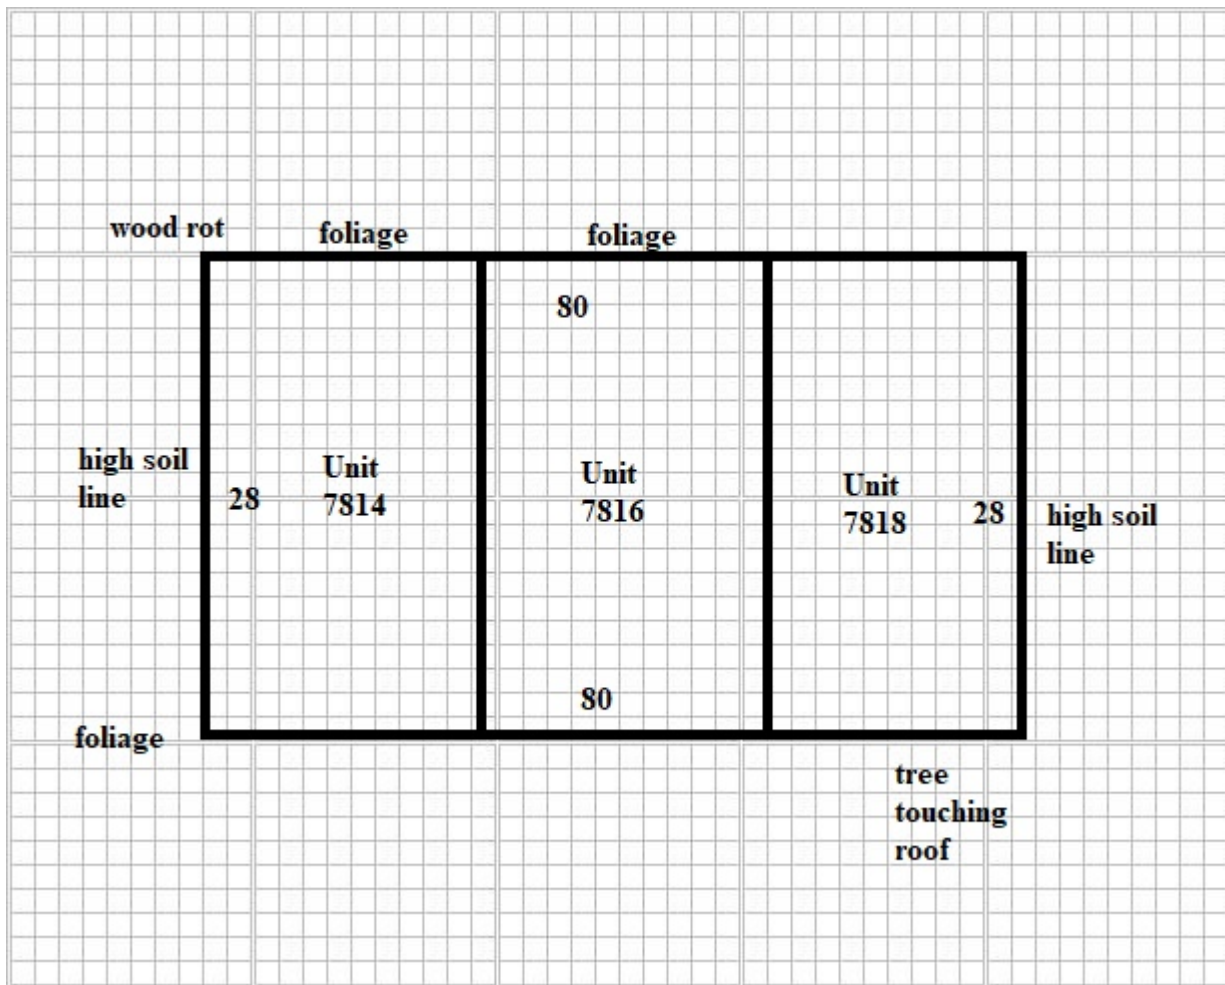 wood rot
foliage
foliage
80
high soil
line
28
Unit
7814
Unit
7816
Unit
7818
28
high soil
line
80
foliage
tree
touching
roof